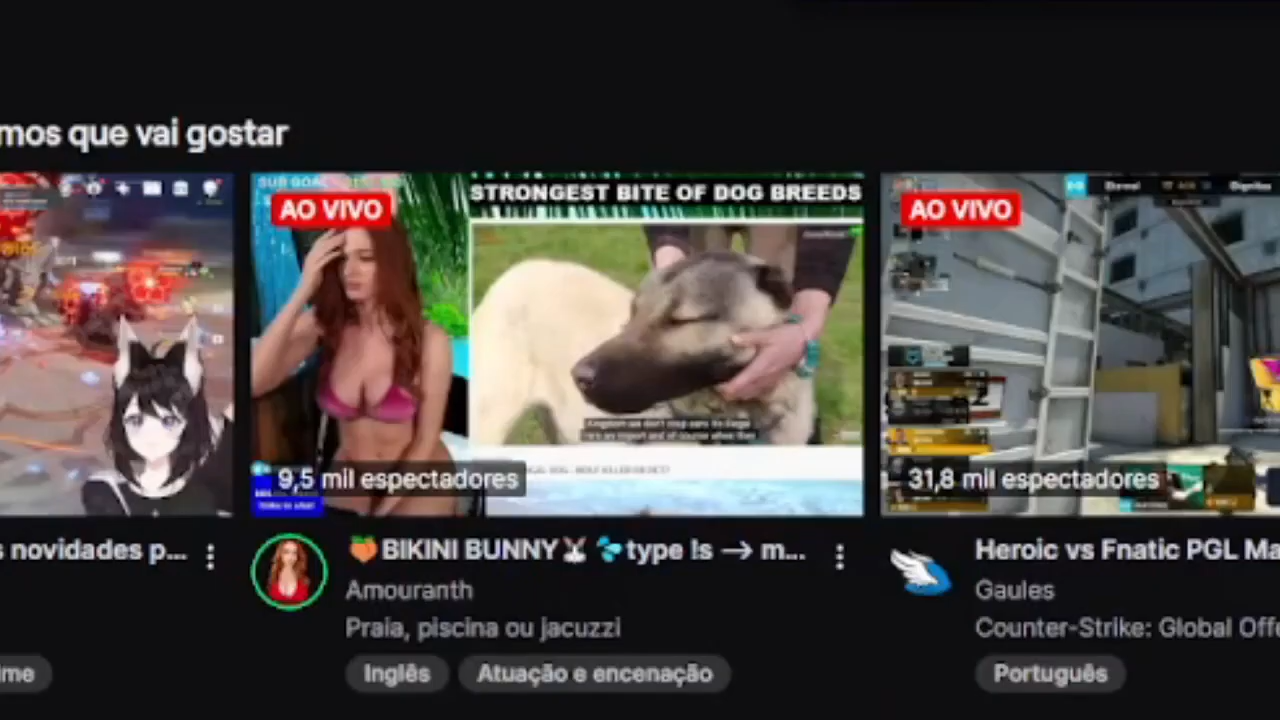 mos que vai gostar
AO VIVO
STRONGEST BITE OF DOG BREEDS
9,5 mil espectadores
AO VIVO
31,8 mil espectadores
s novidades p...
🍑BIKINI BUNNY🐰 💦type !s → m...
Amouranth
Praia, piscina ou jacuzzi
Inglês
Atuação e encenação
Heroic vs Fnatic PGL Ma
Gaules
Counter-Strike: Global Offe
Português
me